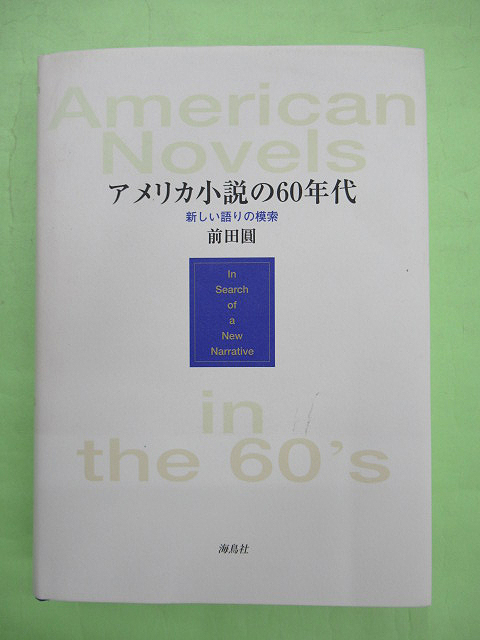 American
Novels
アメリカ小説の60年代
新しい語りの模索
前田圓
In
Search
of
a
New
Narrative
in
the 60's
海鳥社